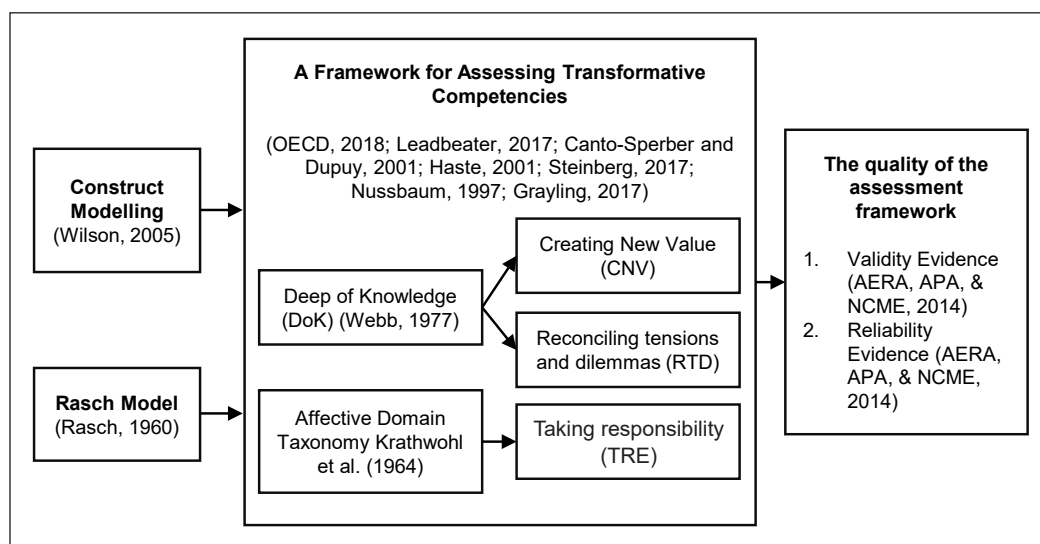 Construct
Modelling
(Wilson, 2005)
Rasch Model
(Rasch, 1960)
A Framework for Assessing Transformative
Competencies
(OECD, 2018; Leadbeater, 2017; Canto-Sperber and
Dupuy, 2001; Haste, 2001; Steinberg, 2017;
Nussbaum, 1997; Grayling, 2017)
Deep of Knowledge
(DoK) (Webb, 1977)
Creating New Value
(CNV)
Reconciling tensions
and dilemmas (RTD)
Affective Domain
Taxonomy Krathwohl
et al. (1964)
Taking responsibility
(TRE)
The quality of the
assessment
framework
1. Validity Evidence
(AERA, APA, &
NCME, 2014)
2. Reliability
Evidence (AERA,
APA, & NCME,
2014)